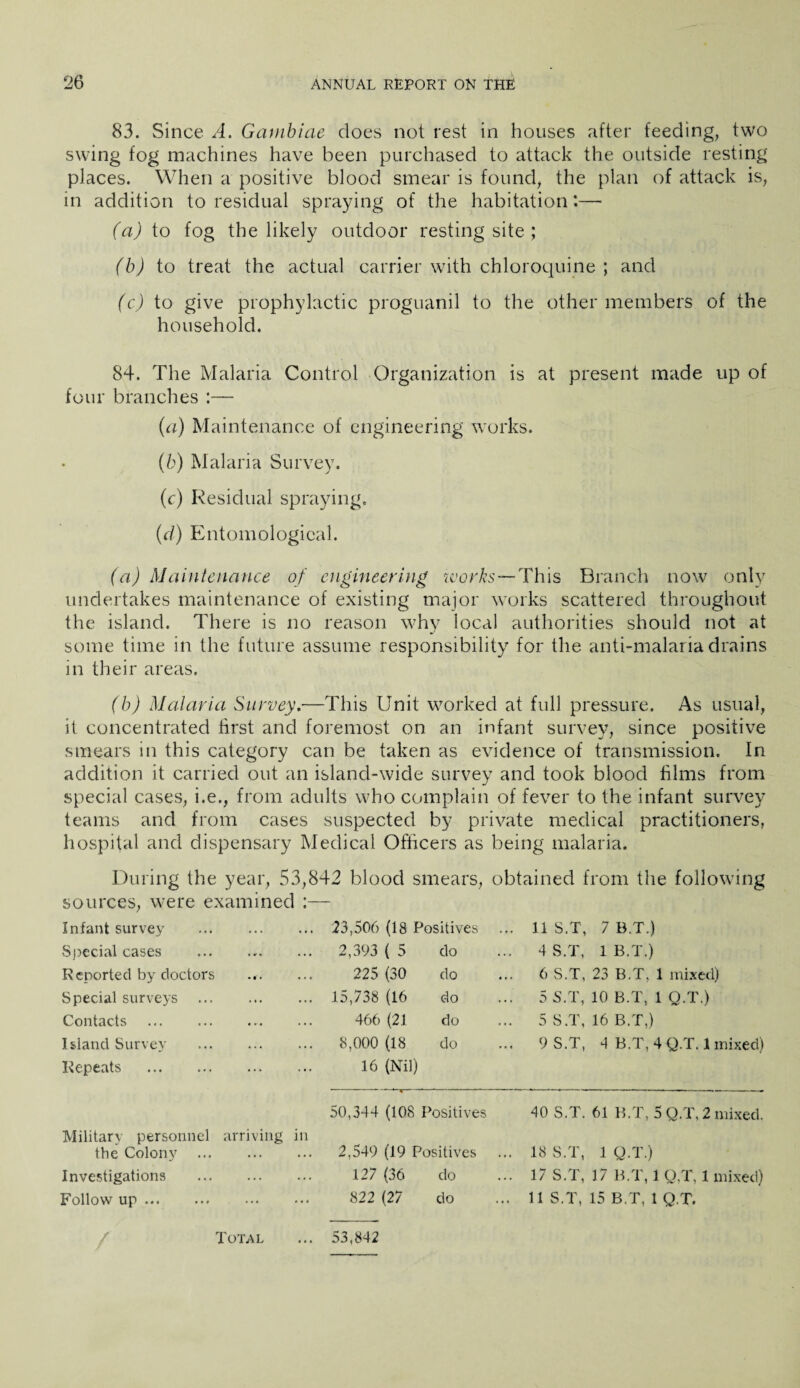 26 ANNUAL REPORT ON THE
83. Since A. Gambiae does not rest in houses after feeding, two
swing fog machines have been purchased to attack the outside resting
places. When a positive blood smear is found, the plan of attack is,
in addition to residual spraying of the habitation:—
(a) to fog the likely outdoor resting site ;
(b) to treat the actual carrier with chloroquine ; and
(c) to give prophylactic proguanil to the other members of the
household.
84. The Malaria Control Organization is at present made up of
four branches :—
(a) Maintenance of engineering works.
(b) Malaria Survey.
(c) Residual spraying.
(d) Entomological.
(a) Maintenance of engineering works—This Branch now only
undertakes maintenance of existing major works scattered throughout
the island. There is no reason why local authorities should not at
some time in the future assume responsibility for the anti-malaria drains
in their areas.
(b) Malaria Survey.—This Unit worked at full pressure. As usual,
it concentrated first and foremost on an infant survey, since positive
smears in this category can be taken as evidence of transmission. In
addition it carried out an island-wide survey and took blood films from
special cases, i.e., from adults who complain of fever to the infant survey
teams and from cases suspected by private medical practitioners,
hospital and dispensary Medical Officers as being malaria.
During the year, 53,842 blood smears, obtained from the following
sources, were examined :—
Infant survey ... ... ... 23,506 (18 Positives ... 11 S.T, 7 B.T.)
Special cases ... ... ... 2,393 ( 5 do ... 4 S.T, 1 B.T.)
Reported by doctors ... ... 225 (30 do ... 6 S.T, 23 B.T, 1 mixed)
Special surveys ... ... ... 15,738 (16 do ... 5 S.T, 10 B.T, 1 Q.T.)
Contacts ... ... ... ... 466 (21 do ... 5 S.T, 16 B.T,)
Island Survey ... ... ... 8,000 (18 do ... 9 S.T, 4 B.T, 4 Q.T. 1 mixed)
Repeats ... ... ... ... 16 (Nil)
50,344 (108 Positives 40 S.T. 61 B.T, 5 Q.T, 2 mixed.
Military personnel arriving in
the Colony ... ... ... 2,549 (19 Positives ... 18 S.T, 1 Q.T.)
Investigations ... ... ... 127 (36 do ... 17 S.T, 17 B.T, 1 Q.T, 1 mixed)
Follow up ... ... ... ... 822 (27 do ... 11 S.T, 15 B.T, 1 Q.T.
TOTAL ... 53,842